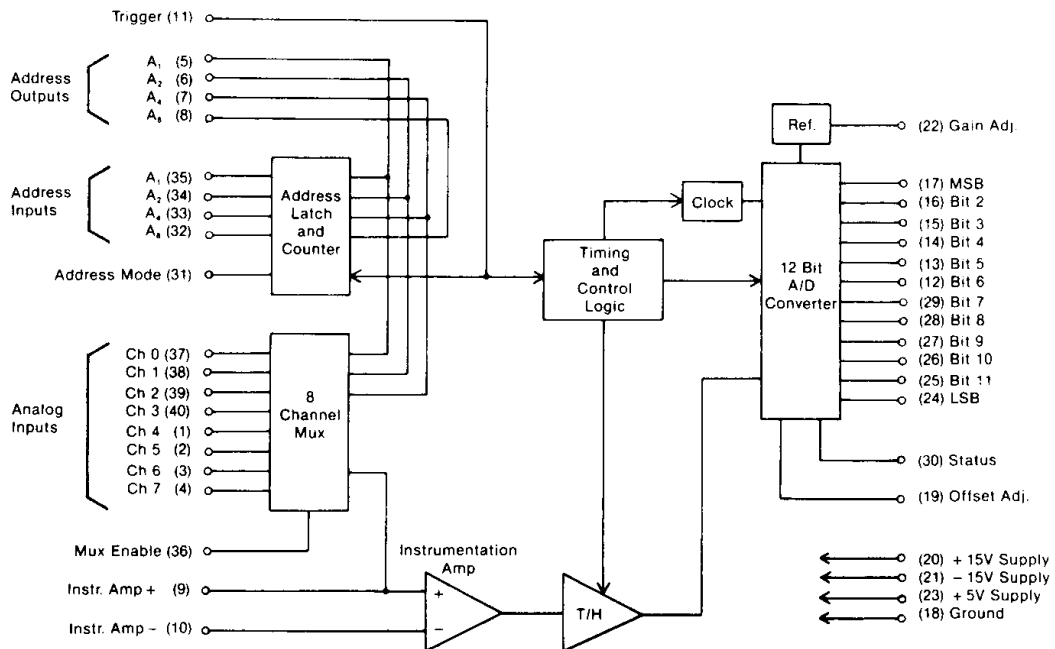 Trigger (11)
Address
Outputs
A₁ (5)
A₂ (6)
A₄ (7)
A₈ (8)
Address
Inputs
A₁ (35)
A₂ (34)
A₄ (33)
A₈ (32)
Address Mode (31)
Address
Latch
and
Counter
Analog
Inputs
Ch 0 (37)
Ch 1 (38)
Ch 2 (39)
Ch 3 (40)
Ch 4 (1)
Ch 5 (2)
Ch 6 (3)
Ch 7 (4)
8
Channel
Mux
Mux Enable (36)
Instr. Amp + (9)
Instr. Amp − (10)
Instrumentation
Amp
+
−
T/H
Timing
and
Control
Logic
Clock
Ref.
12 Bit
A/D
Converter
(22) Gain Adj.
(17) MSB
(16) Bit 2
(15) Bit 3
(14) Bit 4
(13) Bit 5
(12) Bit 6
(29) Bit 7
(28) Bit 8
(27) Bit 9
(26) Bit 10
(25) Bit 11
(24) LSB
(30) Status
(19) Offset Adj.
(20) + 15V Supply
(21) − 15V Supply
(23) + 5V Supply
(18) Ground